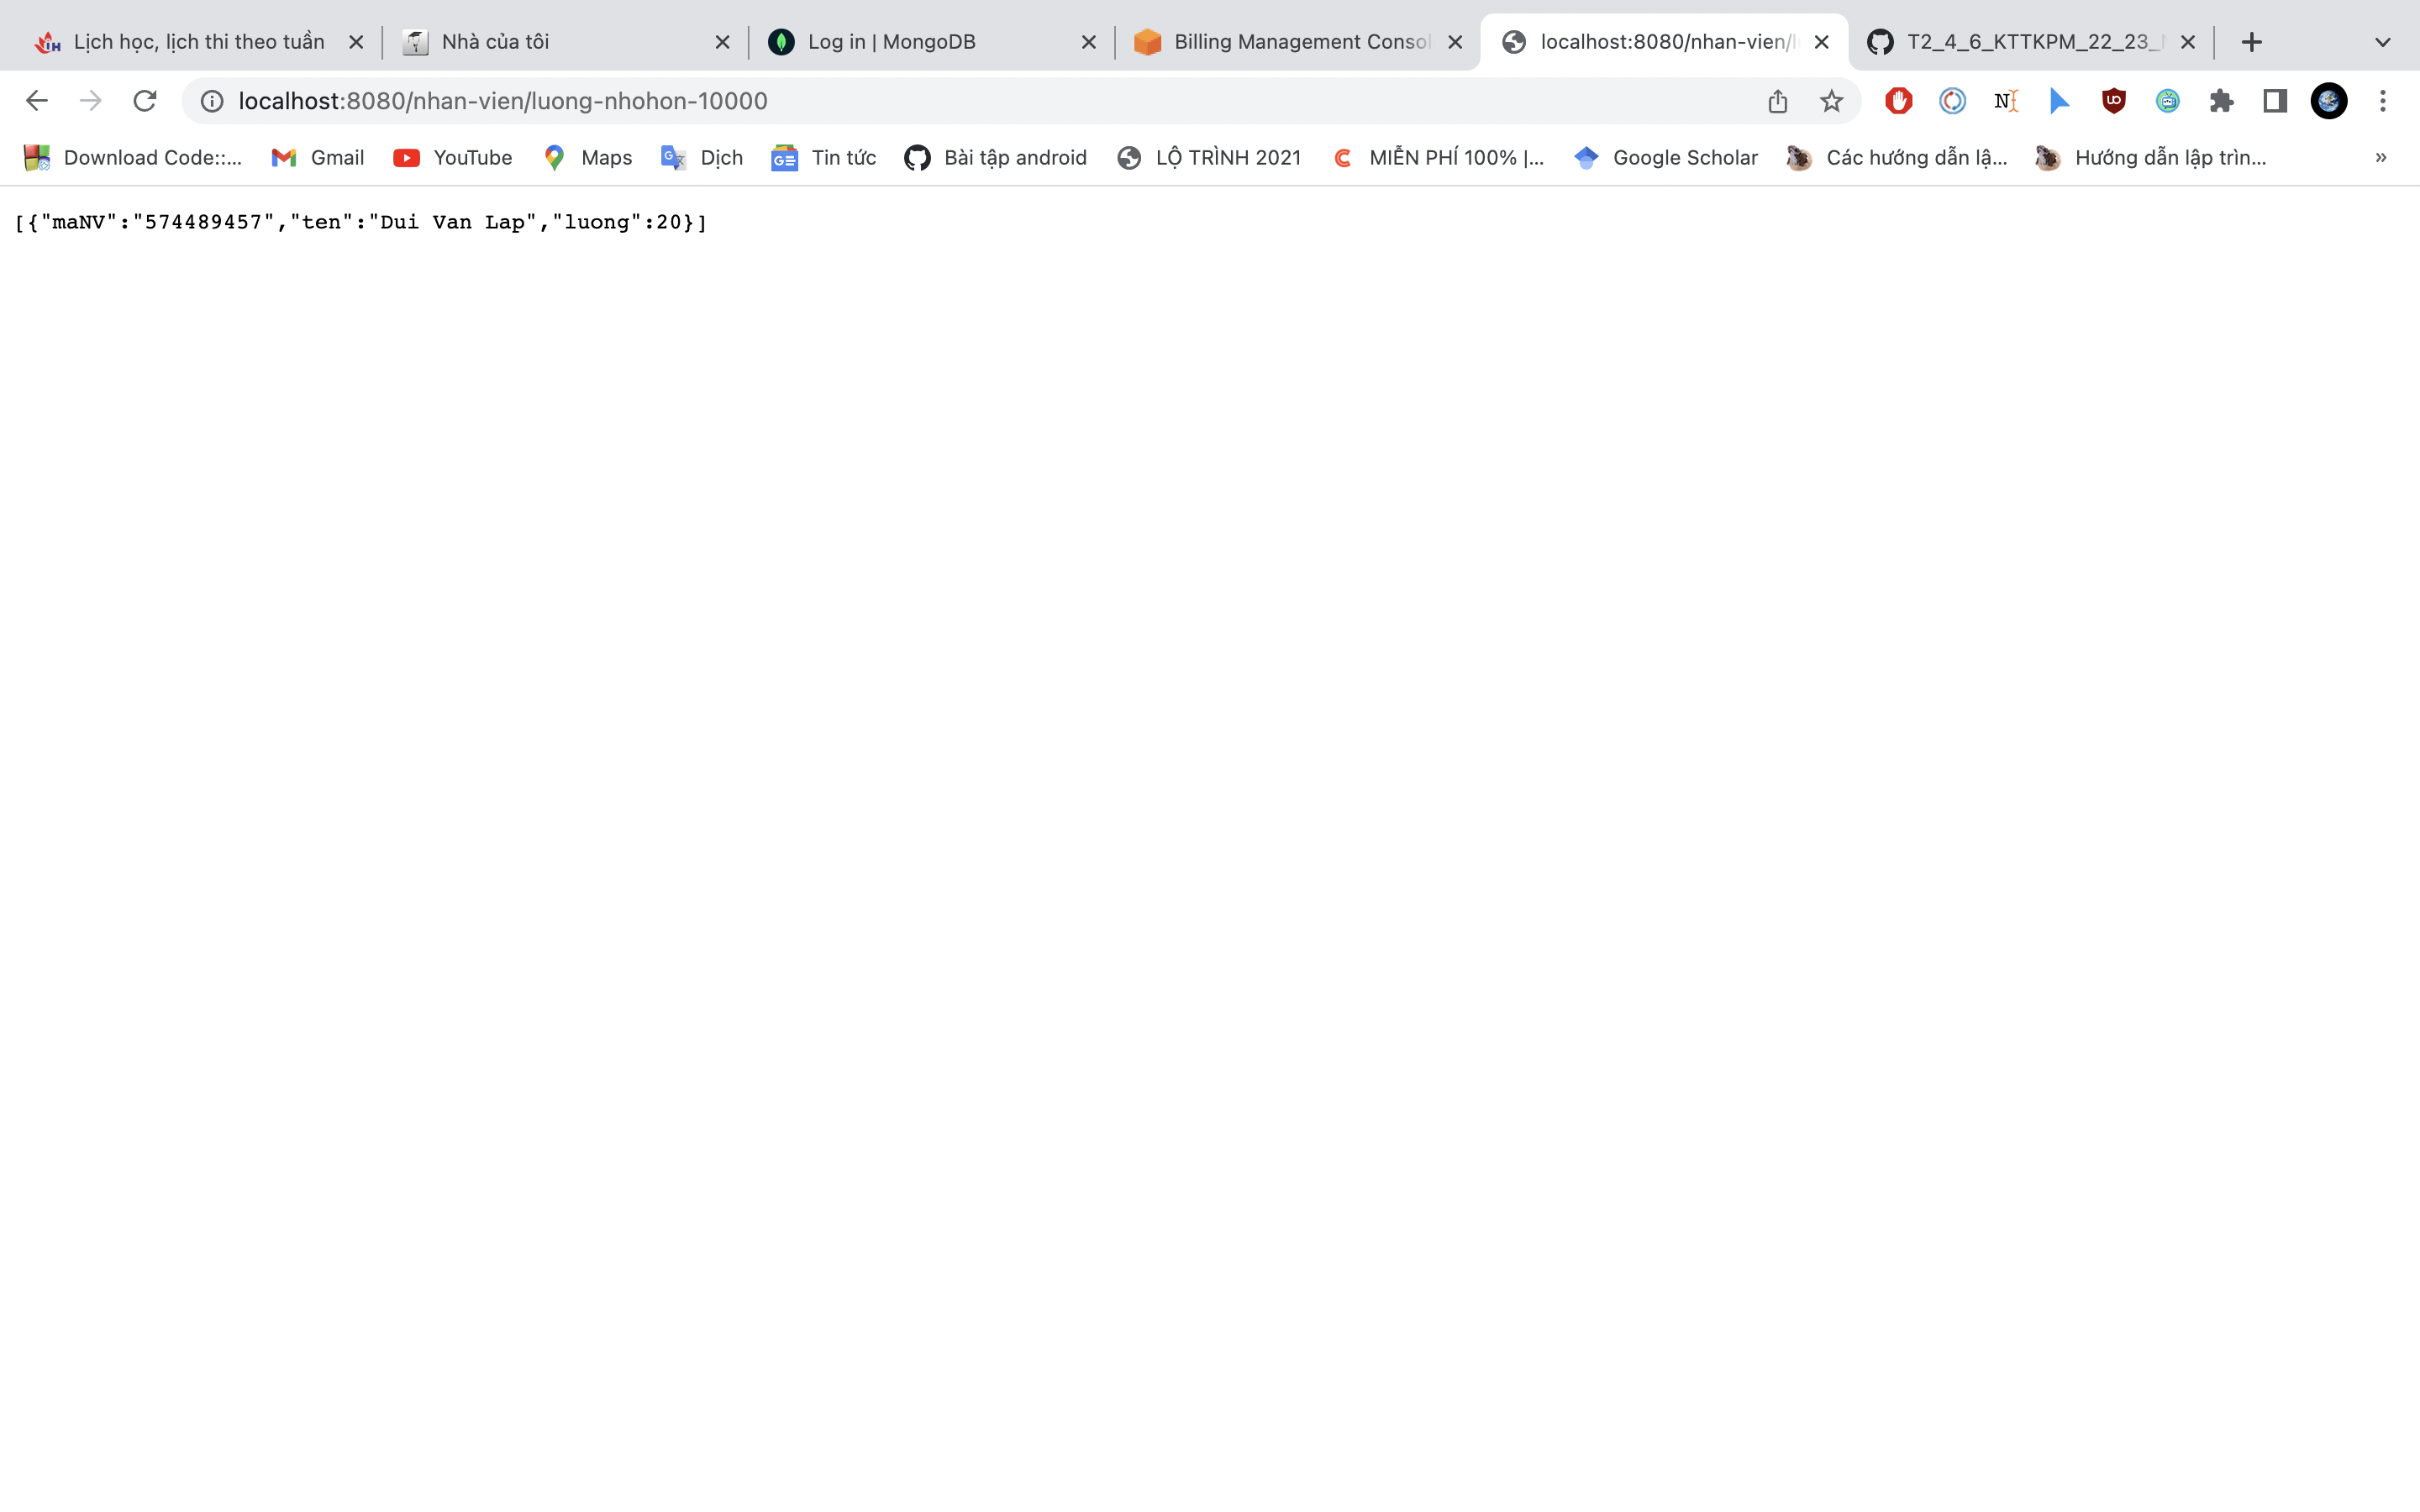 Lịch học, lịch thi theo tuần
Nhà của tôi
Log in | MongoDB
Billing Management Consol
localhost:8080/nhan-vien/l
T2_4_6_KTTKPM_22_23_
localhost:8080/nhan-vien/luong-nhohon-10000
Download Code::...
Gmail
YouTube
Maps
Dịch
Tin tức
Bài tập android
LỘ TRÌNH 2021
MIỄN PHÍ 100% |...
Google Scholar
Các hướng dẫn lậ...
Hướng dẫn lập trìn...
»
[{"maNV":"574489457","ten":"Dui Van Lap","luong":20}]